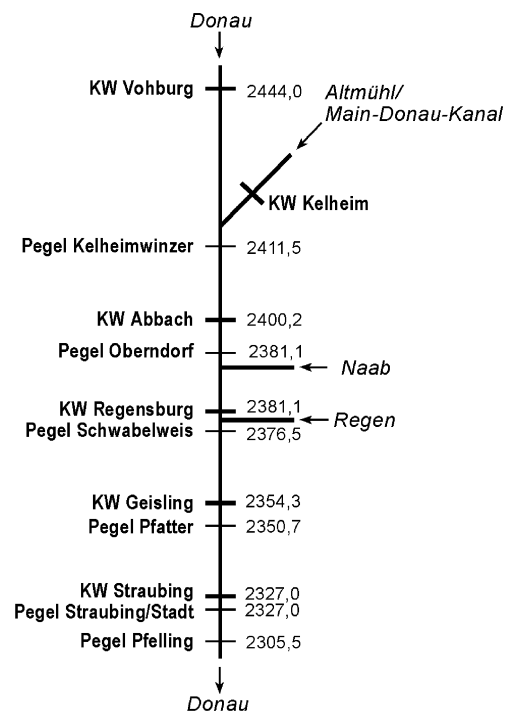 Donau
KW Vohburg 2444,0
Altmühl/
Main-Donau-Kanal
KW Kelheim
Pegel Kelheimwinzer 2411,5
KW Abbach 2400,2
Pegel Oberndorf 2381,1
Naab
KW Regensburg 2381,1
Regen
Pegel Schwabelweis 2376,5
KW Geisling 2354,3
Pegel Pfatter 2350,7
KW Straubing 2327,0
Pegel Straubing/Stadt 2327,0
Pegel Pfelling 2305,5
Donau